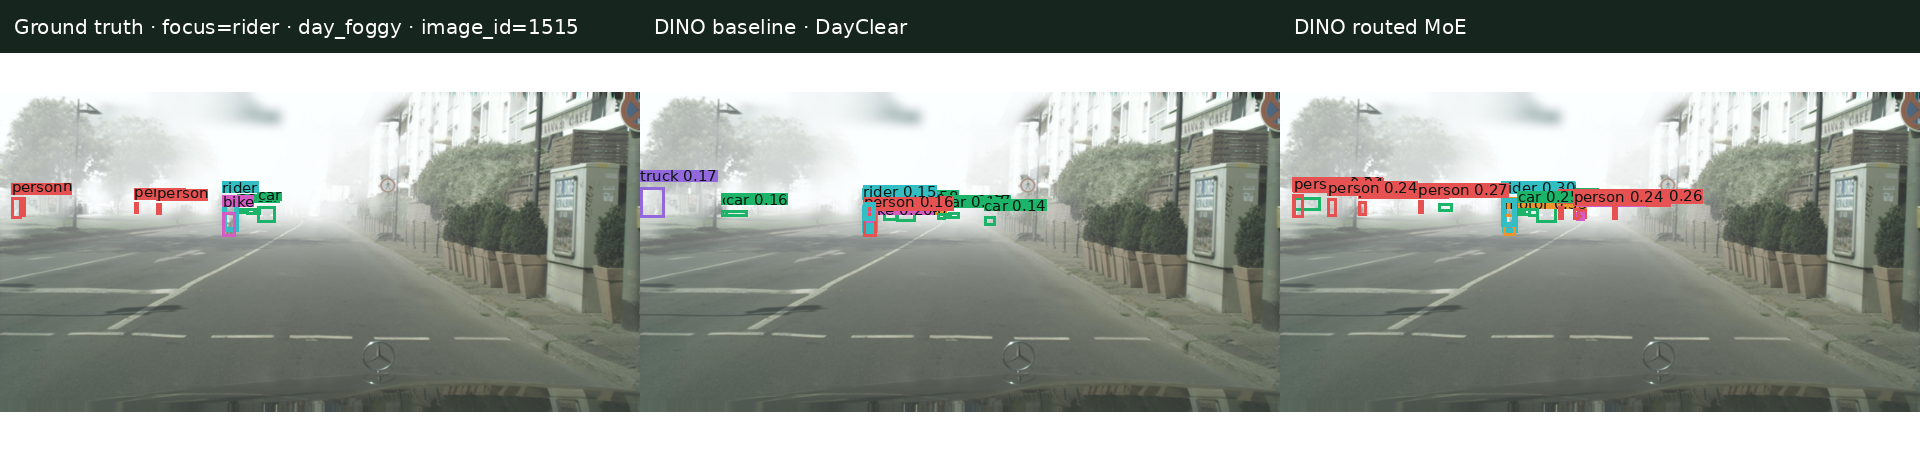 Ground truth · focus=rider · day_foggy · image_id=1515
DINO baseline · DayClear
DINO routed MoE
person
person
rider
car
bike
truck 0.17
car 0.16
rider 0.15
person 0.16
car 0.14
person 0.24
person 0.27
rider 0.30
person 0.24
0.26